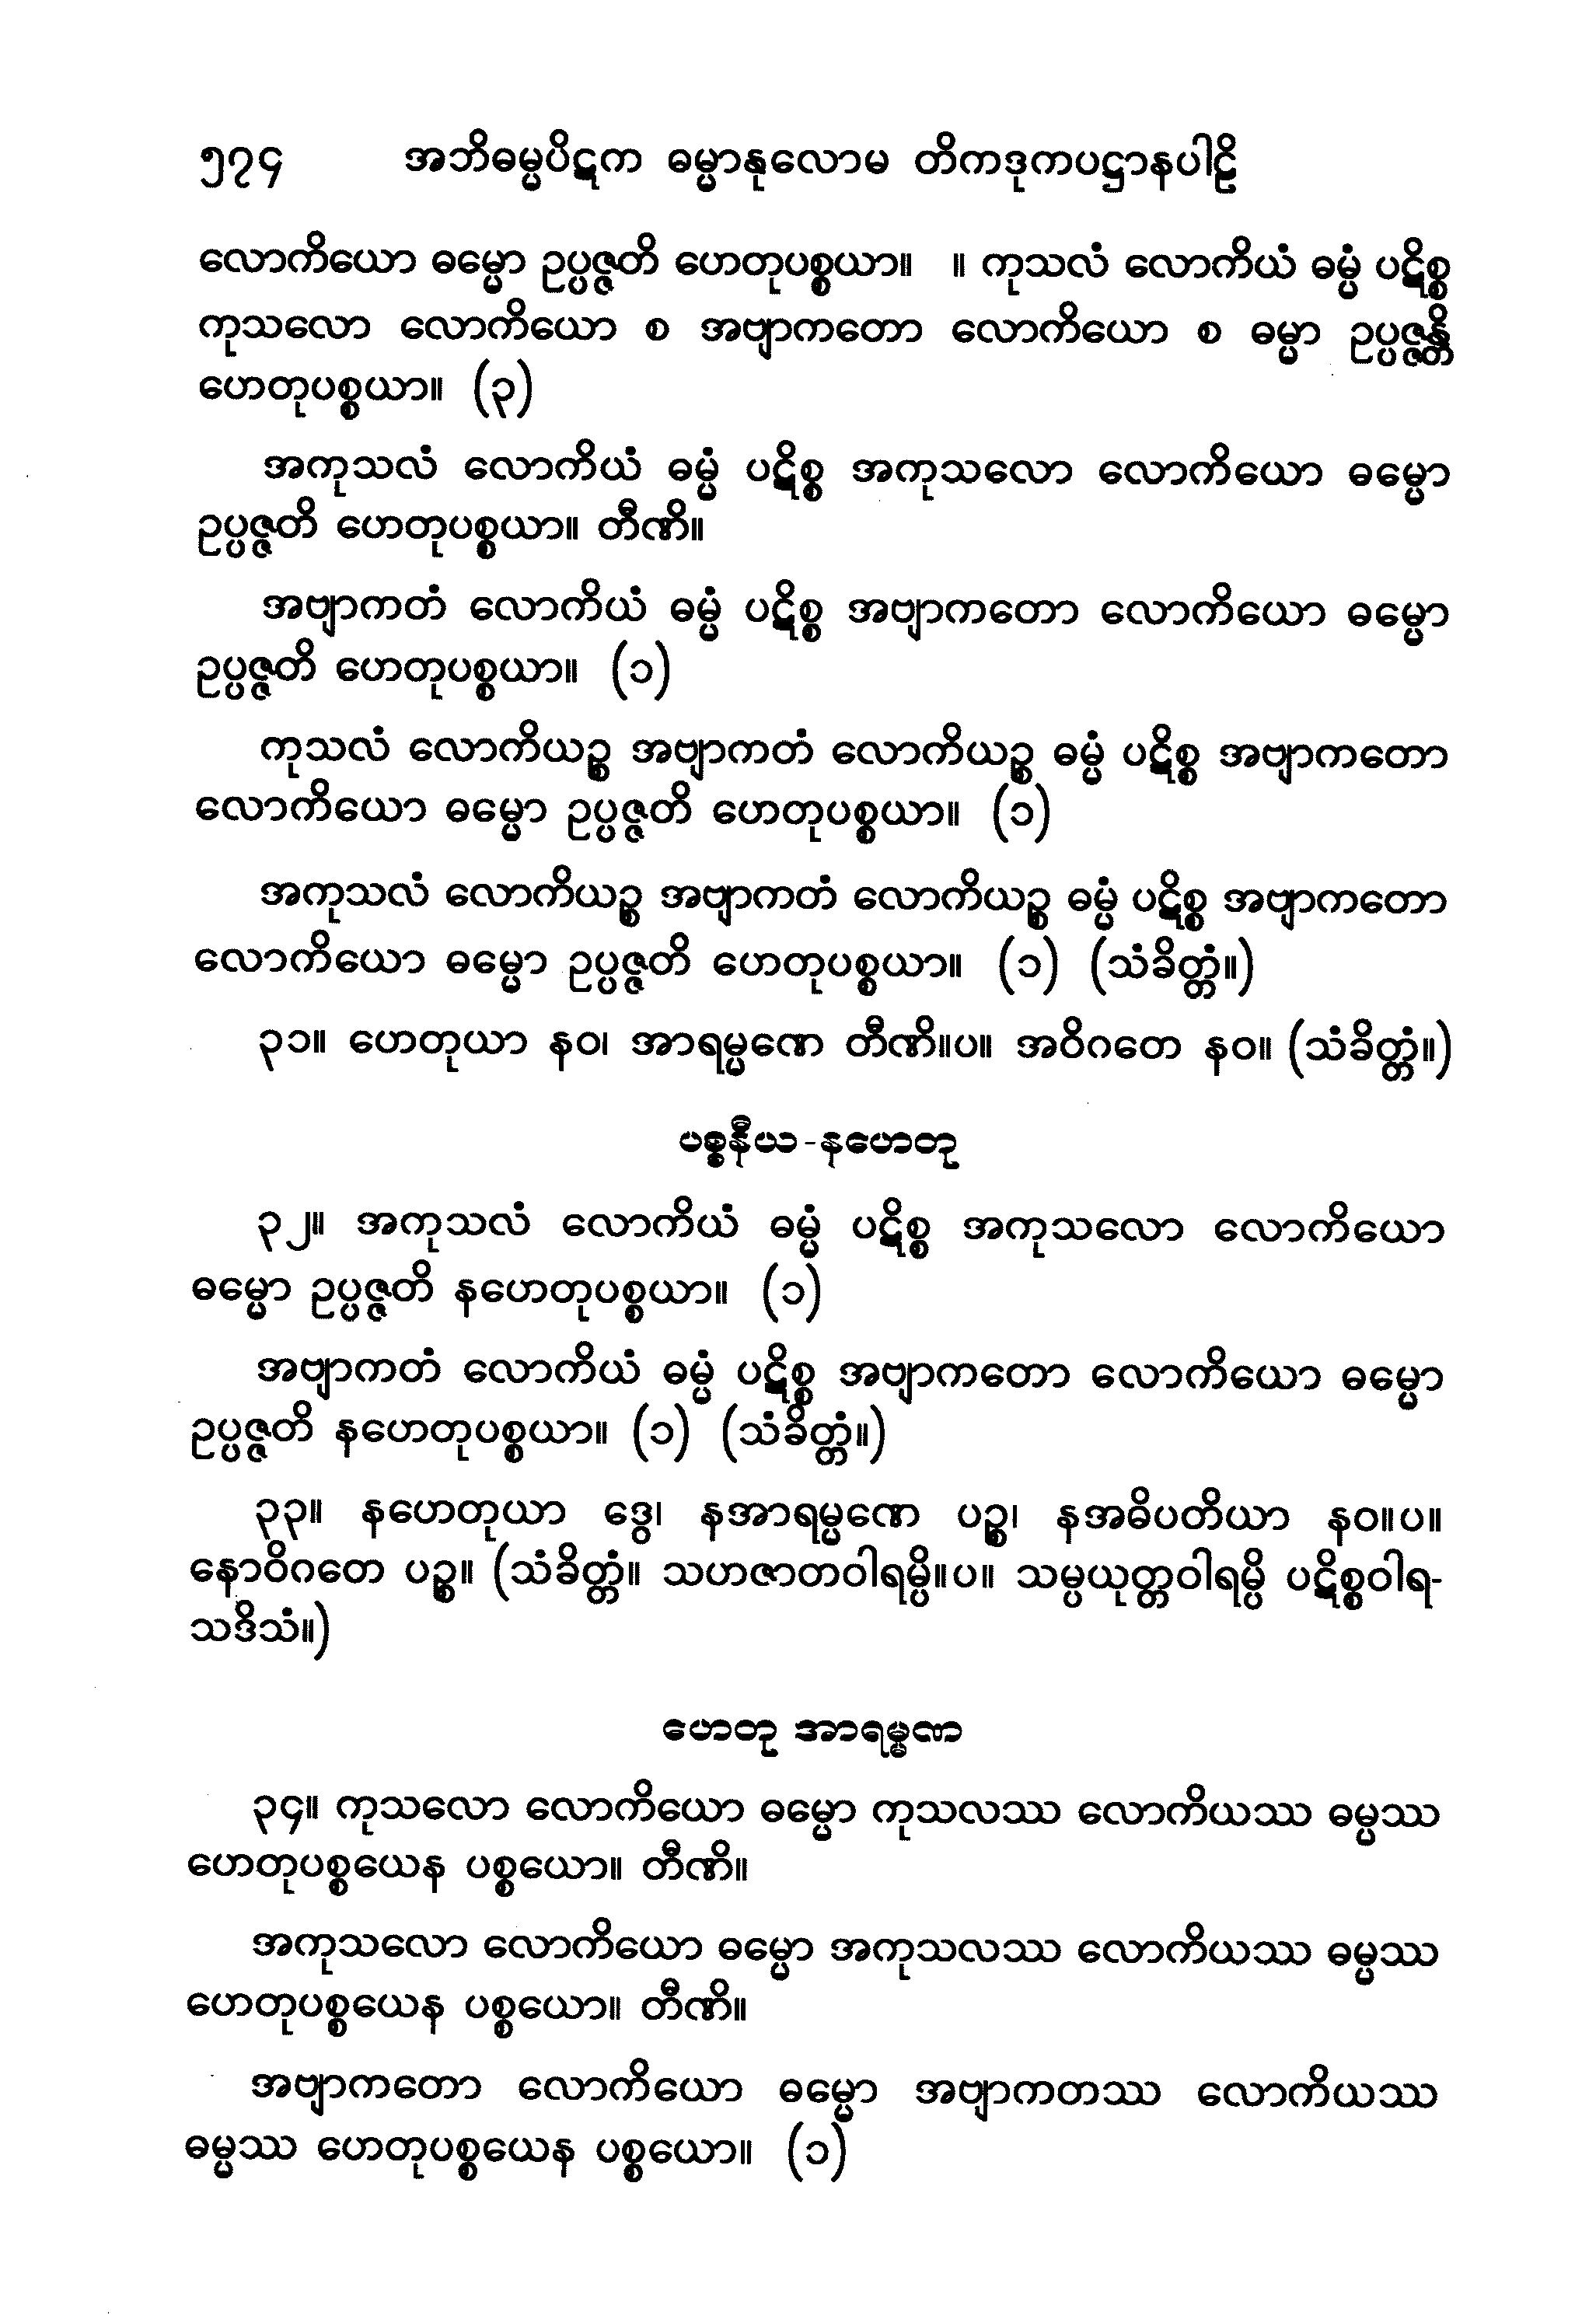 ၅၇၄ အဘိဓမ္မပိဋက ဓမ္မာနုလောမ တိကဒုကပဋ္ဌာနပါဠိ
လောကိယော ဓမ္မော ဥပ္ပဇ္ဇတိ ဟေတုပစ္စယာ။ ။ ကုသလံ လောကိယံ ဓမ္မံ ပဋိစ္စ
ကုသလော လောကိယော စ အဗျာကတော လောကိယော စ ဓမ္မာ ဥပ္ပဇ္ဇန္တိ
ဟေတုပစ္စယာ။ (၃)
အကုသလံ လောကိယံ ဓမ္မံ ပဋိစ္စ အကုသလော လောကိယော ဓမ္မော
ဥပ္ပဇ္ဇတိ ဟေတုပစ္စယာ။ တီဏိ။
အဗျာကတံ လောကိယံ ဓမ္မံ ပဋိစ္စ အဗျာကတော လောကိယော ဓမ္မော
ဥပ္ပဇ္ဇတိ ဟေတုပစ္စယာ။ (၁)
ကုသလံ လောကိယဉ္စ အဗျာကတံ လောကိယဉ္စ ဓမ္မံ ပဋိစ္စ အဗျာကတော
လောကိယော ဓမ္မော ဥပ္ပဇ္ဇတိ ဟေတုပစ္စယာ။ (၁)
အကုသလံ လောကိယဉ္စ အဗျာကတံ လောကိယဉ္စ ဓမ္မံ ပဋိစ္စ အဗျာကတော
လောကိယော ဓမ္မော ဥပ္ပဇ္ဇတိ ဟေတုပစ္စယာ။ (၁) (သံခိတ္တံ။)
၃၁။ ဟေတုယာ နဝ၊ အာရမ္မဏေ တီဏိ။ပ။ အဝိဂတေ နဝ။ (သံခိတ္တံ။)
ပစ္စနီယ-နဟေတု
၃၂။ အကုသလံ လောကိယံ ဓမ္မံ ပဋိစ္စ အကုသလော လောကိယော
ဓမ္မော ဥပ္ပဇ္ဇတိ နဟေတုပစ္စယာ။ (၁)
အဗျာကတံ လောကိယံ ဓမ္မံ ပဋိစ္စ အဗျာကတော လောကိယော ဓမ္မော
ဥပ္ပဇ္ဇတိ နဟေတုပစ္စယာ။ (၁) (သံခိတ္တံ။)
၃၃။ နဟေတုယာ ဒွေ၊ နအာရမ္မဏေ ပဉ္စ၊ နအဓိပတိယာ နဝ။ပ။
နောဝိဂတေ ပဉ္စ။ (သံခိတ္တံ။ သဟဇာတဝါရမ္ပိ။ပ။ သမ္ပယုတ္တဝါရမ္ပိ ပဋိစ္စဝါရ-
သဒိသံ။)
ဟေတု အာရမ္မဏ
၃၄။ ကုသလော လောကိယော ဓမ္မော ကုသလဿ လောကိယဿ ဓမ္မဿ
ဟေတုပစ္စယေန ပစ္စယော။ တီဏိ။
အကုသလော လောကိယော ဓမ္မော အကုသလဿ လောကိယဿ ဓမ္မဿ
ဟေတုပစ္စယေန ပစ္စယော။ တီဏိ။
အဗျာကတော လောကိယော ဓမ္မော အဗျာကတဿ လောကိယဿ
ဓမ္မဿ ဟေတုပစ္စယေန ပစ္စယော။ (၁)